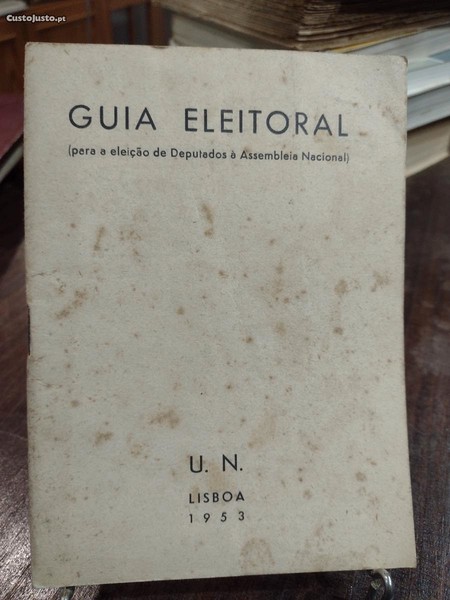 CustoJusto.pt
GUIA ELEITORAL
(para a eleição de Deputados à Assembleia Nacional)
U. N.
LISBOA
1953